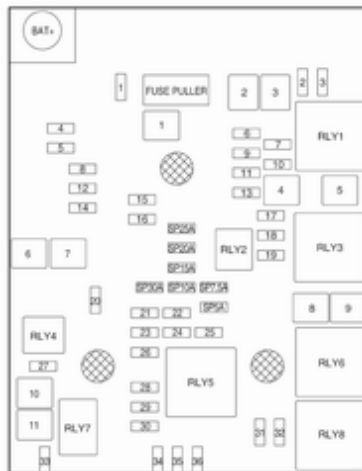 BAT+
1
FUSE PULLER
2
3
2
3
1
4
5
6
7
RLY1
8
9
10
12
11
14
13
4
5
15
16
17
SP25A
18
SP20A
RLY2
RLY3
SP15A
19
6
7
SP30A
SP10A
SP7.5A
20
SP5A
8
9
21
22
RLY4
23
24
25
26
27
RLY5
RLY6
10
28
29
11
RLY7
30
31
32
RLY8
33
34
35
36